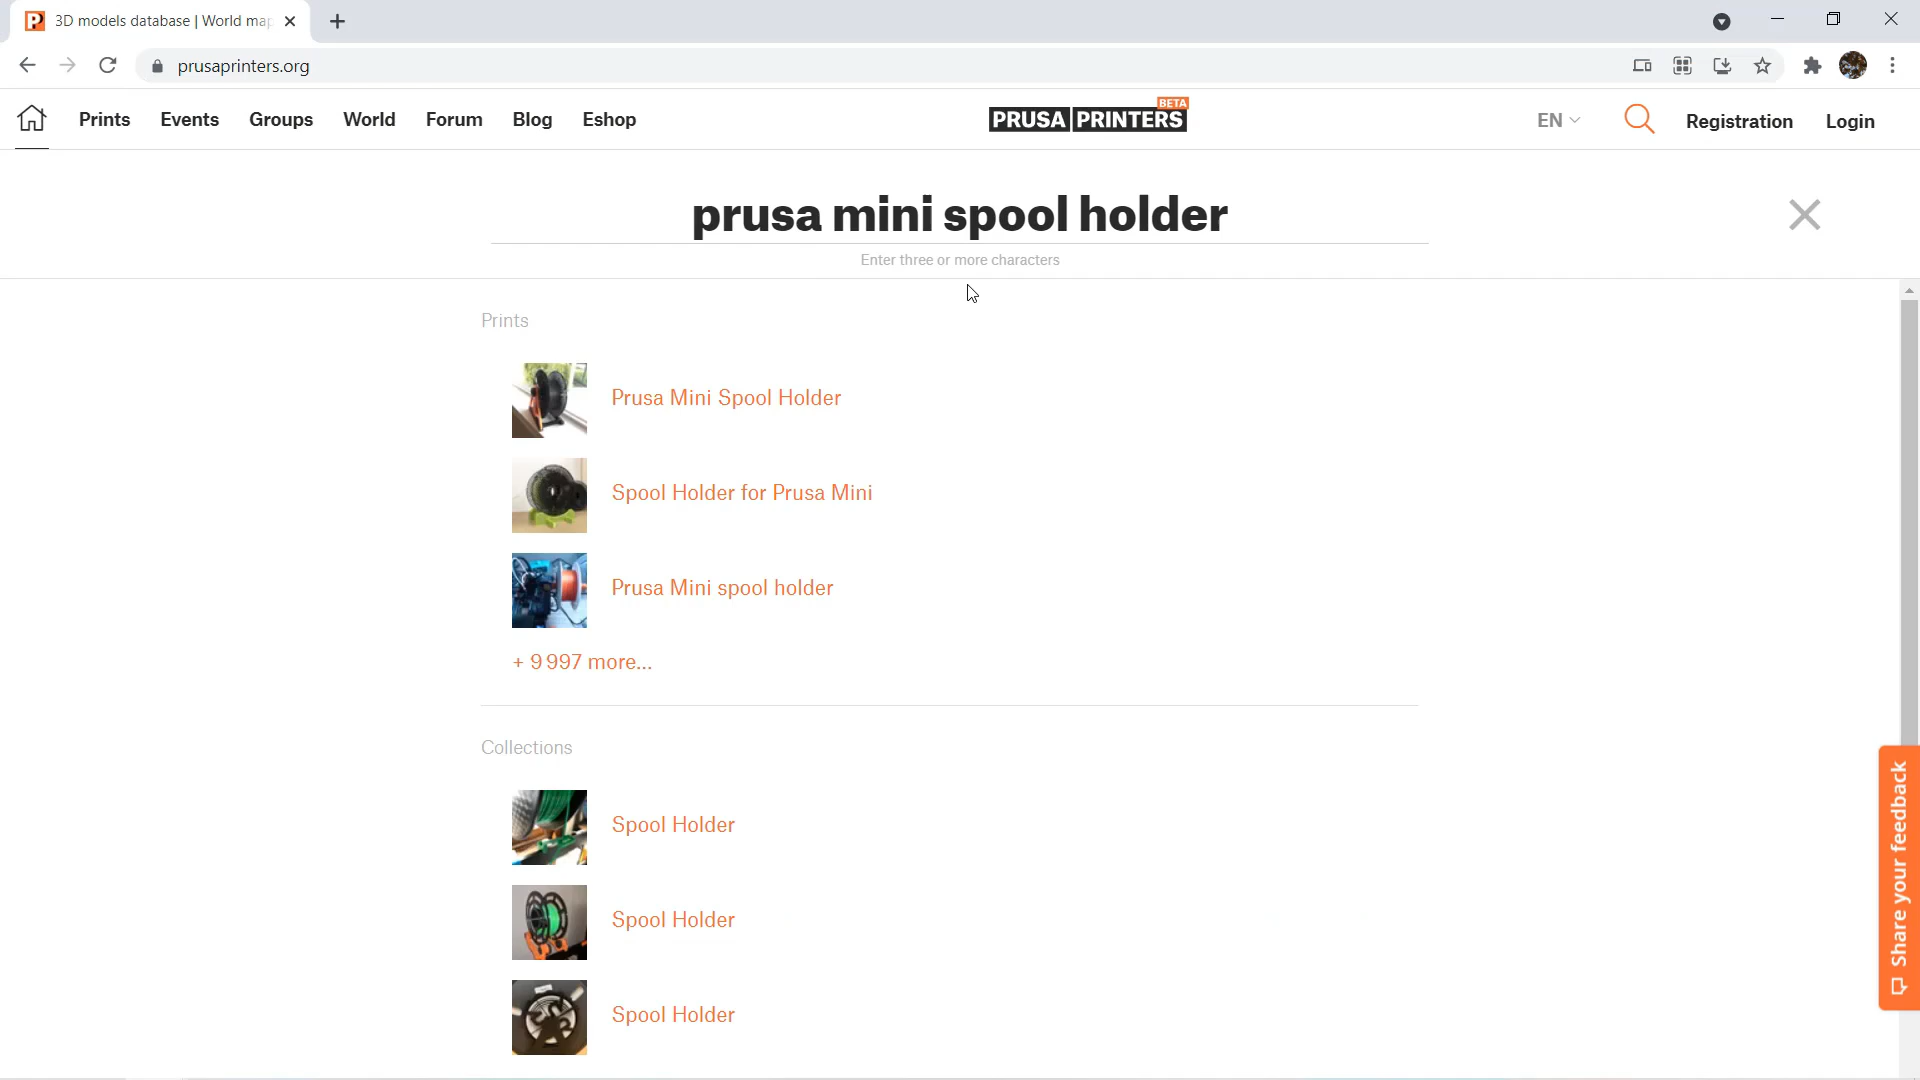 3D models database | World map
prusaprinters.org
Prints Events Groups World Forum Blog Eshop
PRUSA PRINTERS BETA
EN Registration Login
prusa mini spool holder
Enter three or more characters
Prints
Prusa Mini Spool Holder
Spool Holder for Prusa Mini
Prusa Mini spool holder
+ 9 997 more...
Collections
Spool Holder
Spool Holder
Spool Holder
Share your feedback